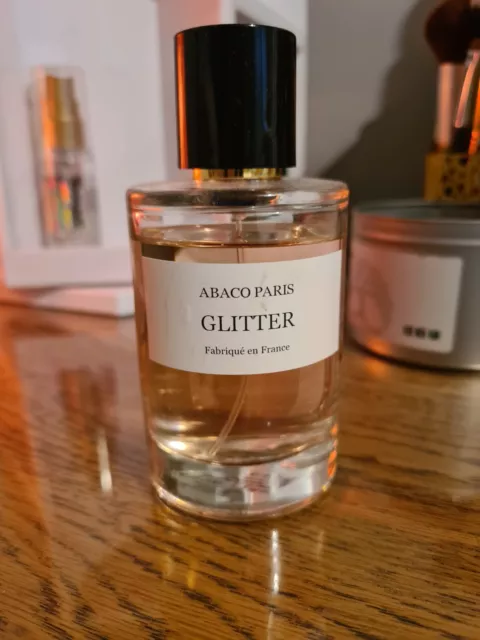 ABACO PARIS
GLITTER
Fabriqué en France